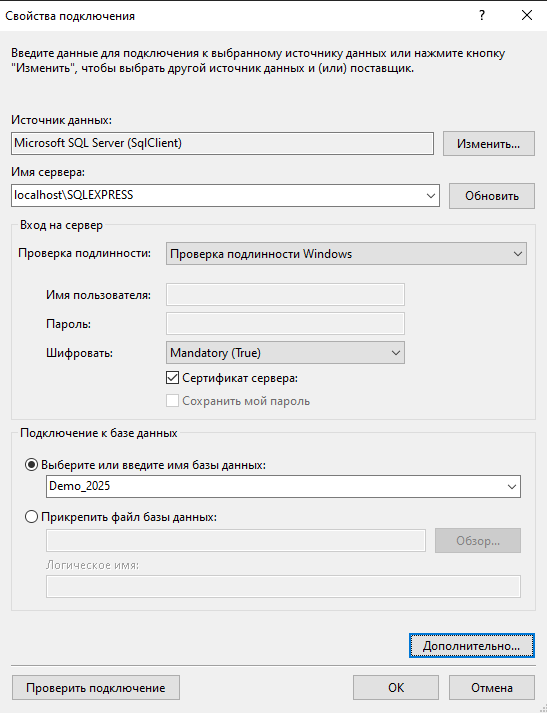 Свойства подключения
?
Введите данные для подключения к выбранному источнику данных или нажмите кнопку
"Изменить", чтобы выбрать другой источник данных и (или) поставщик.
Источник данных:
Microsoft SQL Server (SqlClient)
Изменить...
Имя сервера:
localhost\SQLEXPRESS
Обновить
Вход на сервер
Проверка подлинности:
Проверка подлинности Windows
Имя пользователя:
Пароль:
Шифровать:
Mandatory (True)
Сертификат сервера:
Сохранить мой пароль
Подключение к базе данных
Выберите или введите имя базы данных:
Demo_2025
Прикрепить файл базы данных:
Обзор...
Логическое имя:
Дополнительно...
Проверить подключение
ОК
Отмена